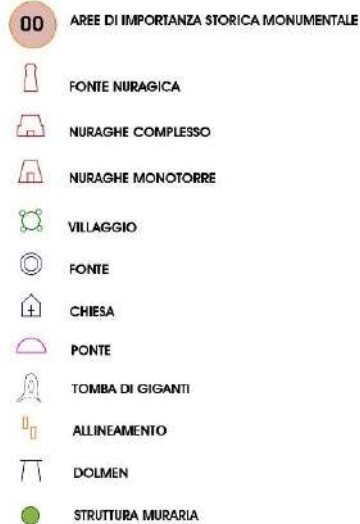 00 AREE DI IMPORTANZA STORICA MONUMENTALE
FONTE NURAGICA
NURAGHE COMPLESSO
NURAGHE MONOTORRE
VILLAGGIO
FONTE
CHIESA
PONTE
TOMBA DI GIGANTI
ALLINEAMENTO
DOLMEN
STRUTTURA MURARIA